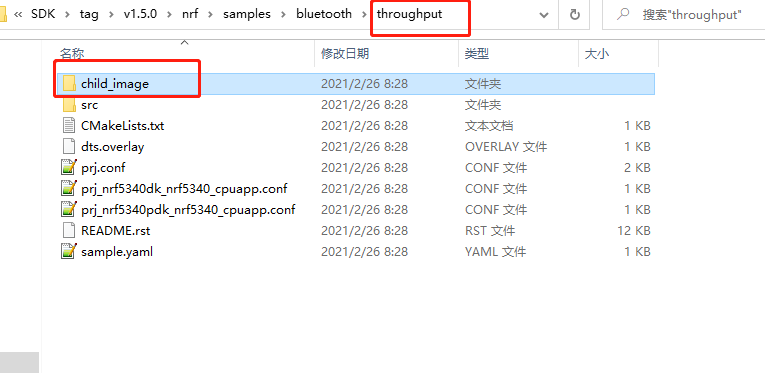 « SDK › tag › v1.5.0 › nrf › samples › bluetooth › throughput
搜索"throughput"
名称 修改日期 类型 大小
child_image 2021/2/26 8:28 文件夹
src 2021/2/26 8:28 文件夹
CMakeLists.txt 2021/2/26 8:28 文本文档 1 KB
dts.overlay 2021/2/26 8:28 OVERLAY 文件 1 KB
prj.conf 2021/2/26 8:28 CONF 文件 2 KB
prj_nrf5340dk_nrf5340_cpuapp.conf 2021/2/26 8:28 CONF 文件 1 KB
prj_nrf5340pdk_nrf5340_cpuapp.conf 2021/2/26 8:28 CONF 文件 1 KB
README.rst 2021/2/26 8:28 RST 文件 12 KB
sample.yaml 2021/2/26 8:28 YAML 文件 1 KB